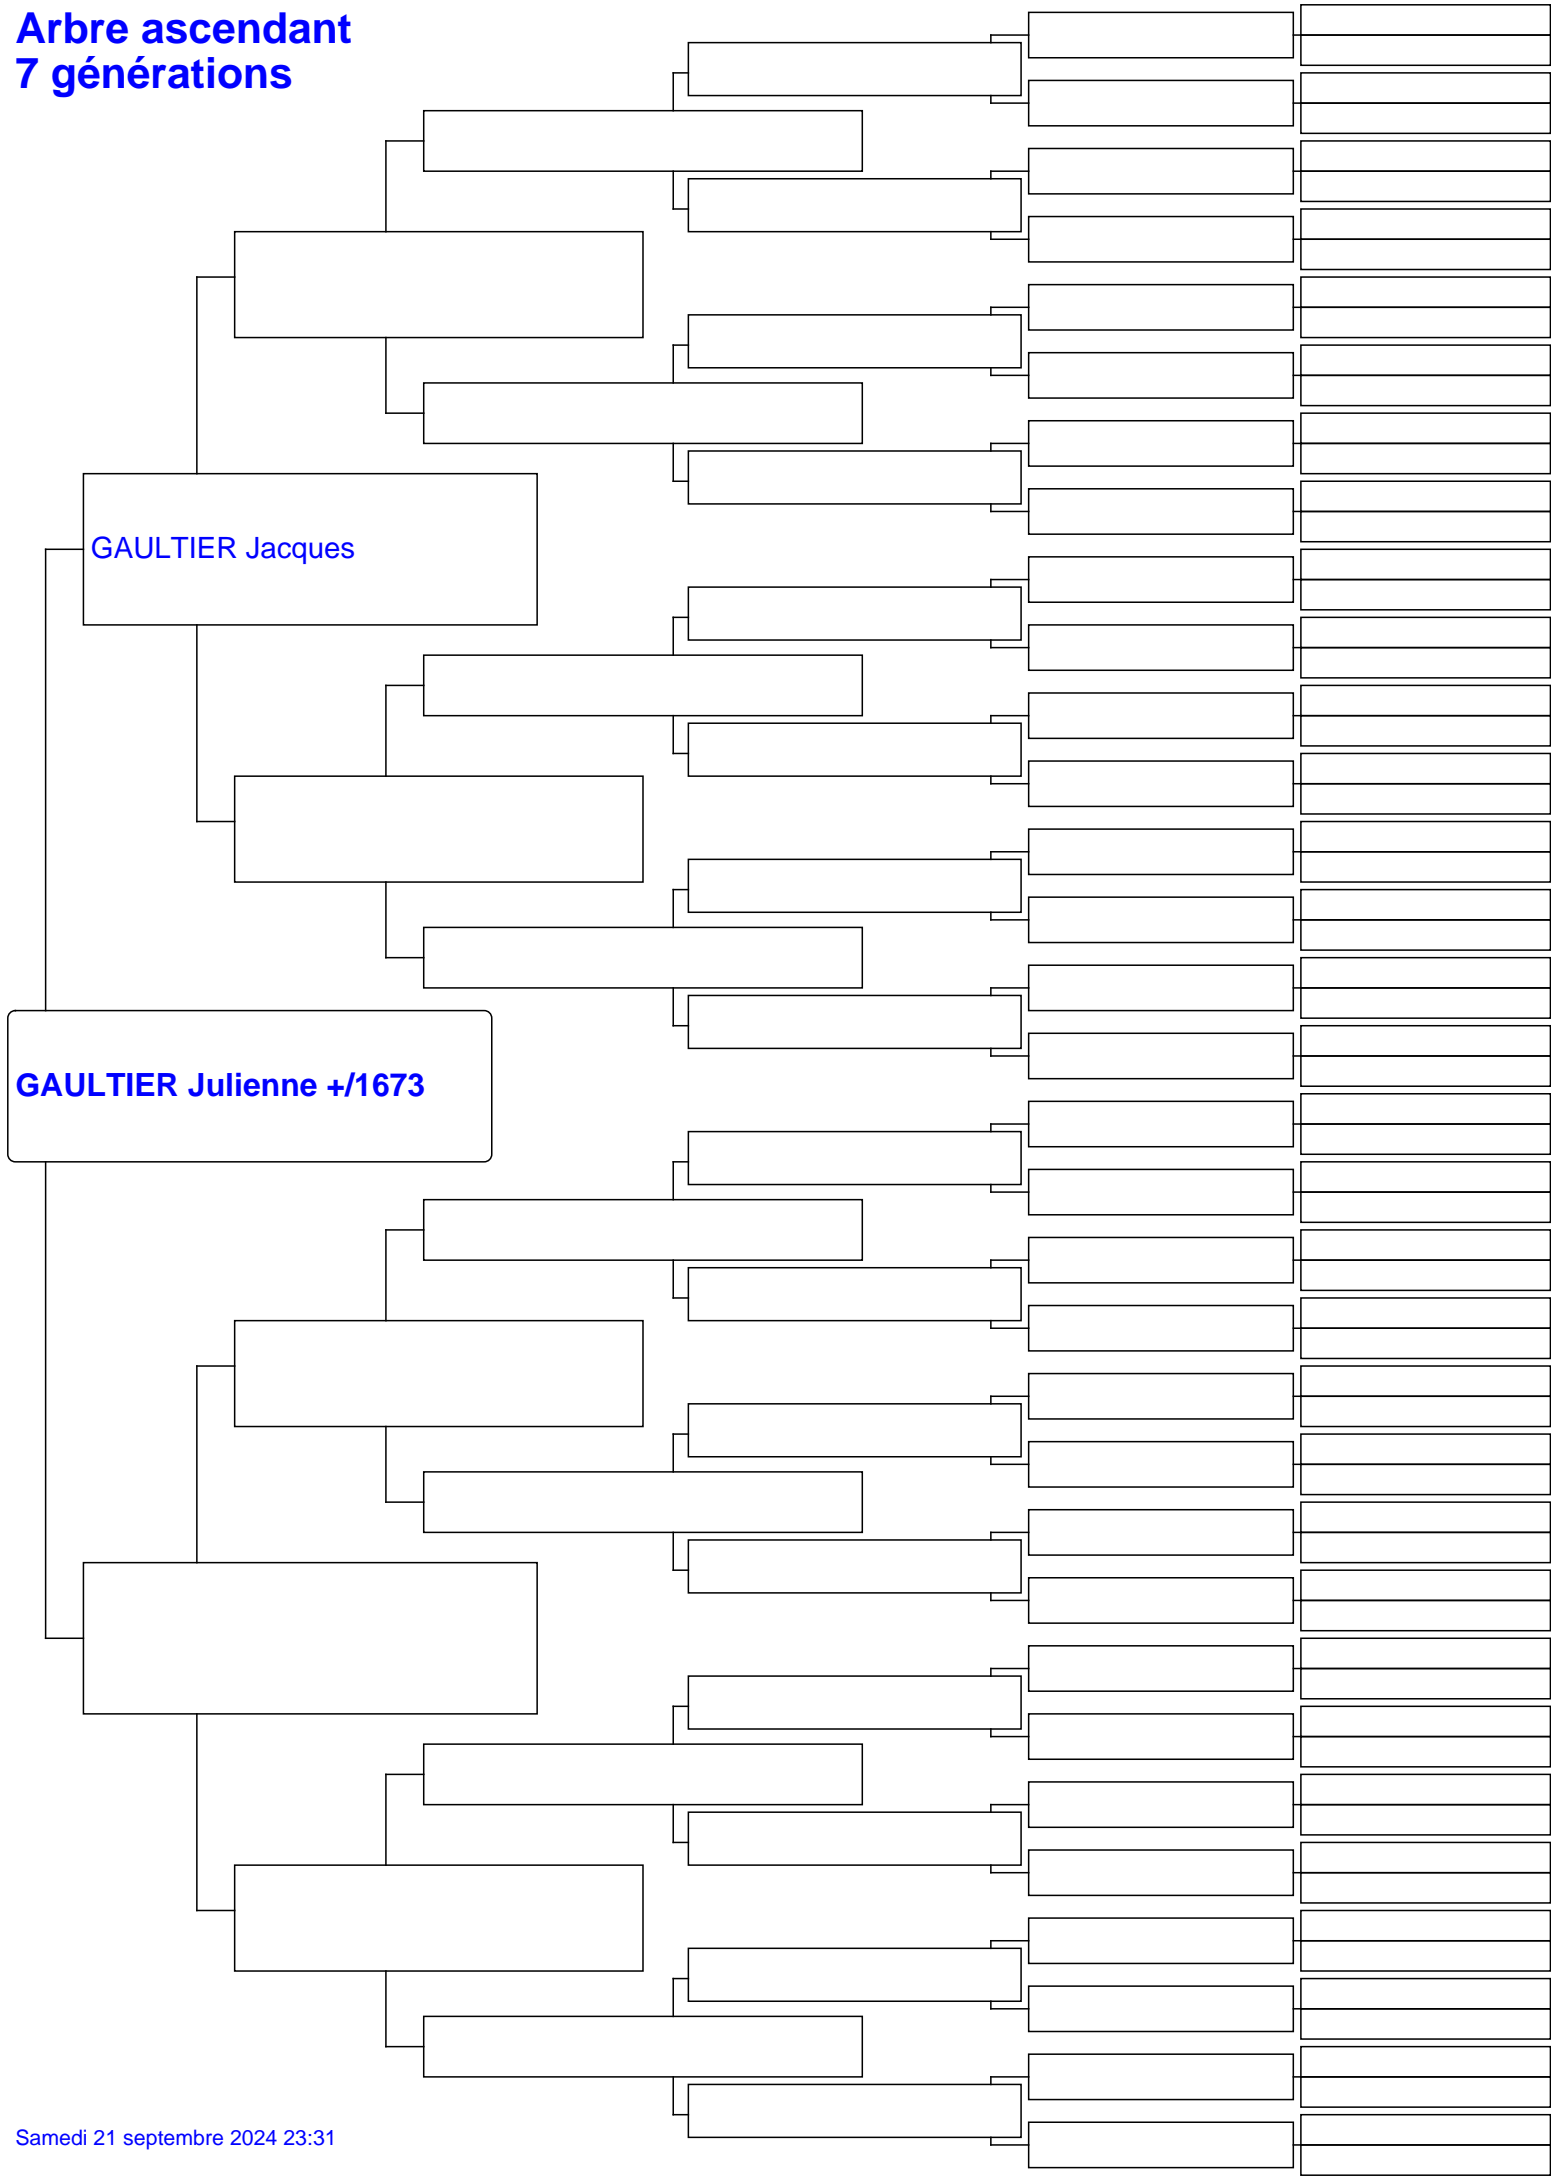 Arbre ascendant
7 générations
GAULTIER Jacques
GAULTIER Julienne +/1673
Samedi 21 septembre 2024 23:31